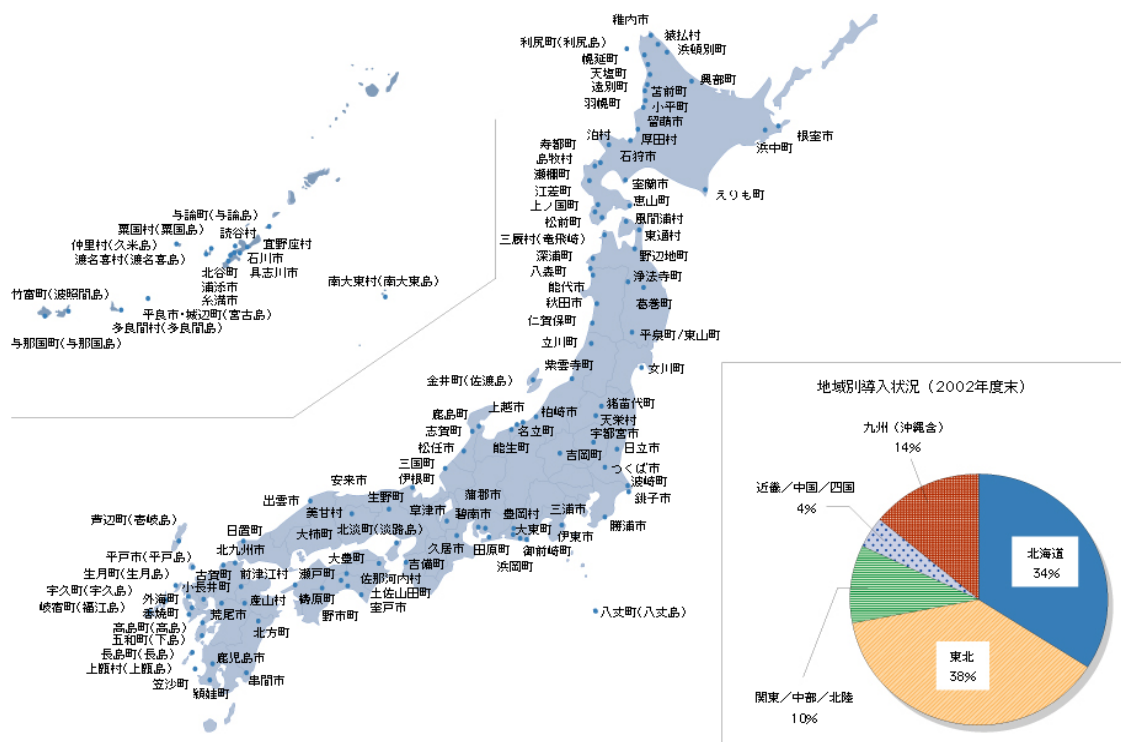 稚内市
猿払村
利尻町(利尻島)
浜頓別町
幌延町
天塩町
遠別町
興部町
苫前町
羽幌町
小平町
留萌市
泊村
厚田村
根室市
寿都町
浜中町
島牧村
石狩市
瀬棚町
室蘭市
えりも町
江差町
恵山町
上ノ国町
松前町
風間浦村
東通村
三厩村(竜飛崎)
深浦町
野辺地町
八森町
浄法寺町
能代市
葛巻町
秋田市
仁賀保町
平泉町/東山町
立川町
紫雲寺町
女川町
金井町(佐渡島)
与論町(与論島)
粟国村(粟国島)
読谷村
仲里村(久米島)
宜野座村
渡名喜村(渡名喜島)
石川市
北谷町
具志川市
浦添市
糸満市
南大東村(南大東島)
竹富町(波照間島)
平良市・城辺町(宮古島)
多良間村(多良間島)
与那国町(与那国島)
猪苗代町
上越市
柏崎市
鹿島町
天栄村
志賀町
名立町
宇都宮市
松任市
能生町
日立市
吉岡町
つくば市
三国町
波崎町
伊根町
銚子市
安来市
生野町
蒲郡市
出雲市
草津市
碧南市
豊岡村
三浦市
美甘村
勝浦市
芦辺町(壱岐島)
日置町
大柿町
北淡町(淡路島)
大東町
伊東市
北九州市
久居市
田原町
御前崎町
浜岡町
平戸市(平戸島)
大豊町
吉備町
生月町(生月島)
古賀町
前津江村
瀬戸町
佐那河内村
宇久町(宇久島)
小長井町
土佐山田町
外海町
産山村
梼原町
室戸市
岐宿町(福江島)
荒尾市
野市町
香焼町
八丈町(八丈島)
高島町(高島)
北方町
五和町(下島)
長島町(長島)
鹿児島市
上甑村(上甑島)
串間市
笠沙町
頴娃町
地域別導入状況（2002年度末）
九州（沖縄含）
14%
近畿／中国／四国
4%
北海道
34%
東北
38%
関東／中部／北陸
10%